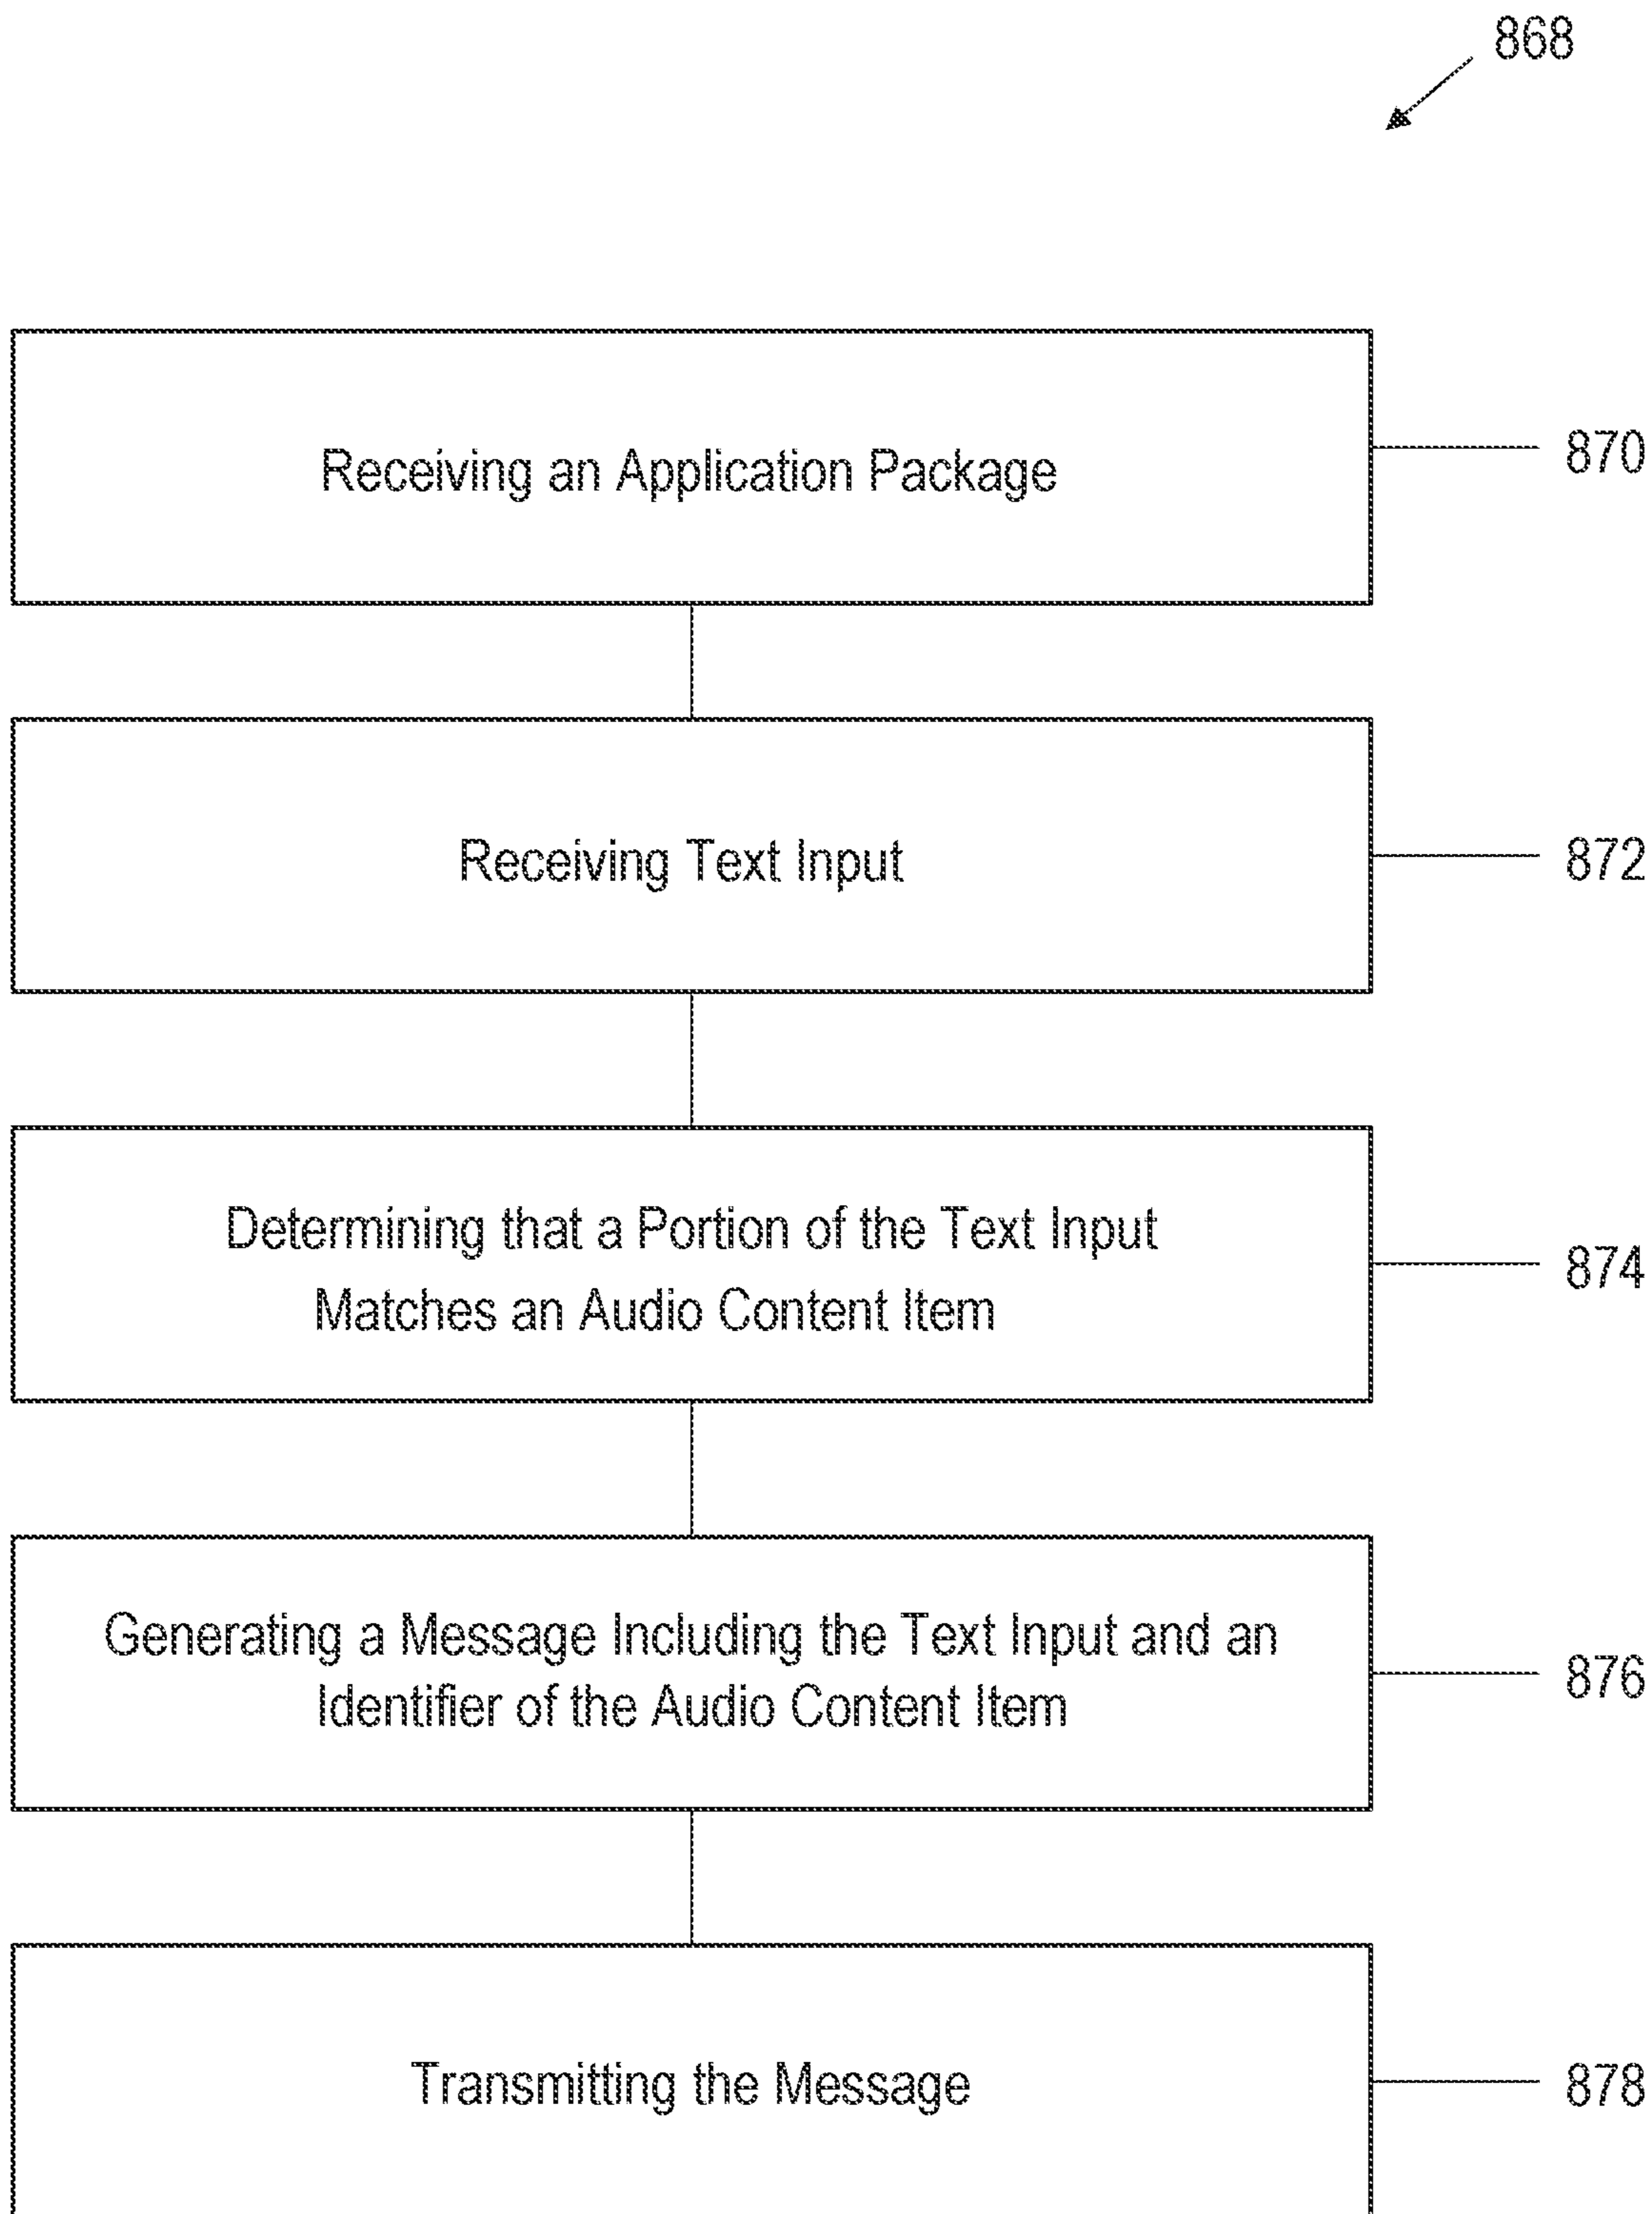 868
Receiving an Application Package
870
Receiving Text Input
872
Determining that a Portion of the Text Input
Matches an Audio Content Item
874
Generating a Message Including the Text Input and an
Identifier of the Audio Content Item
876
Transmitting the Message
878